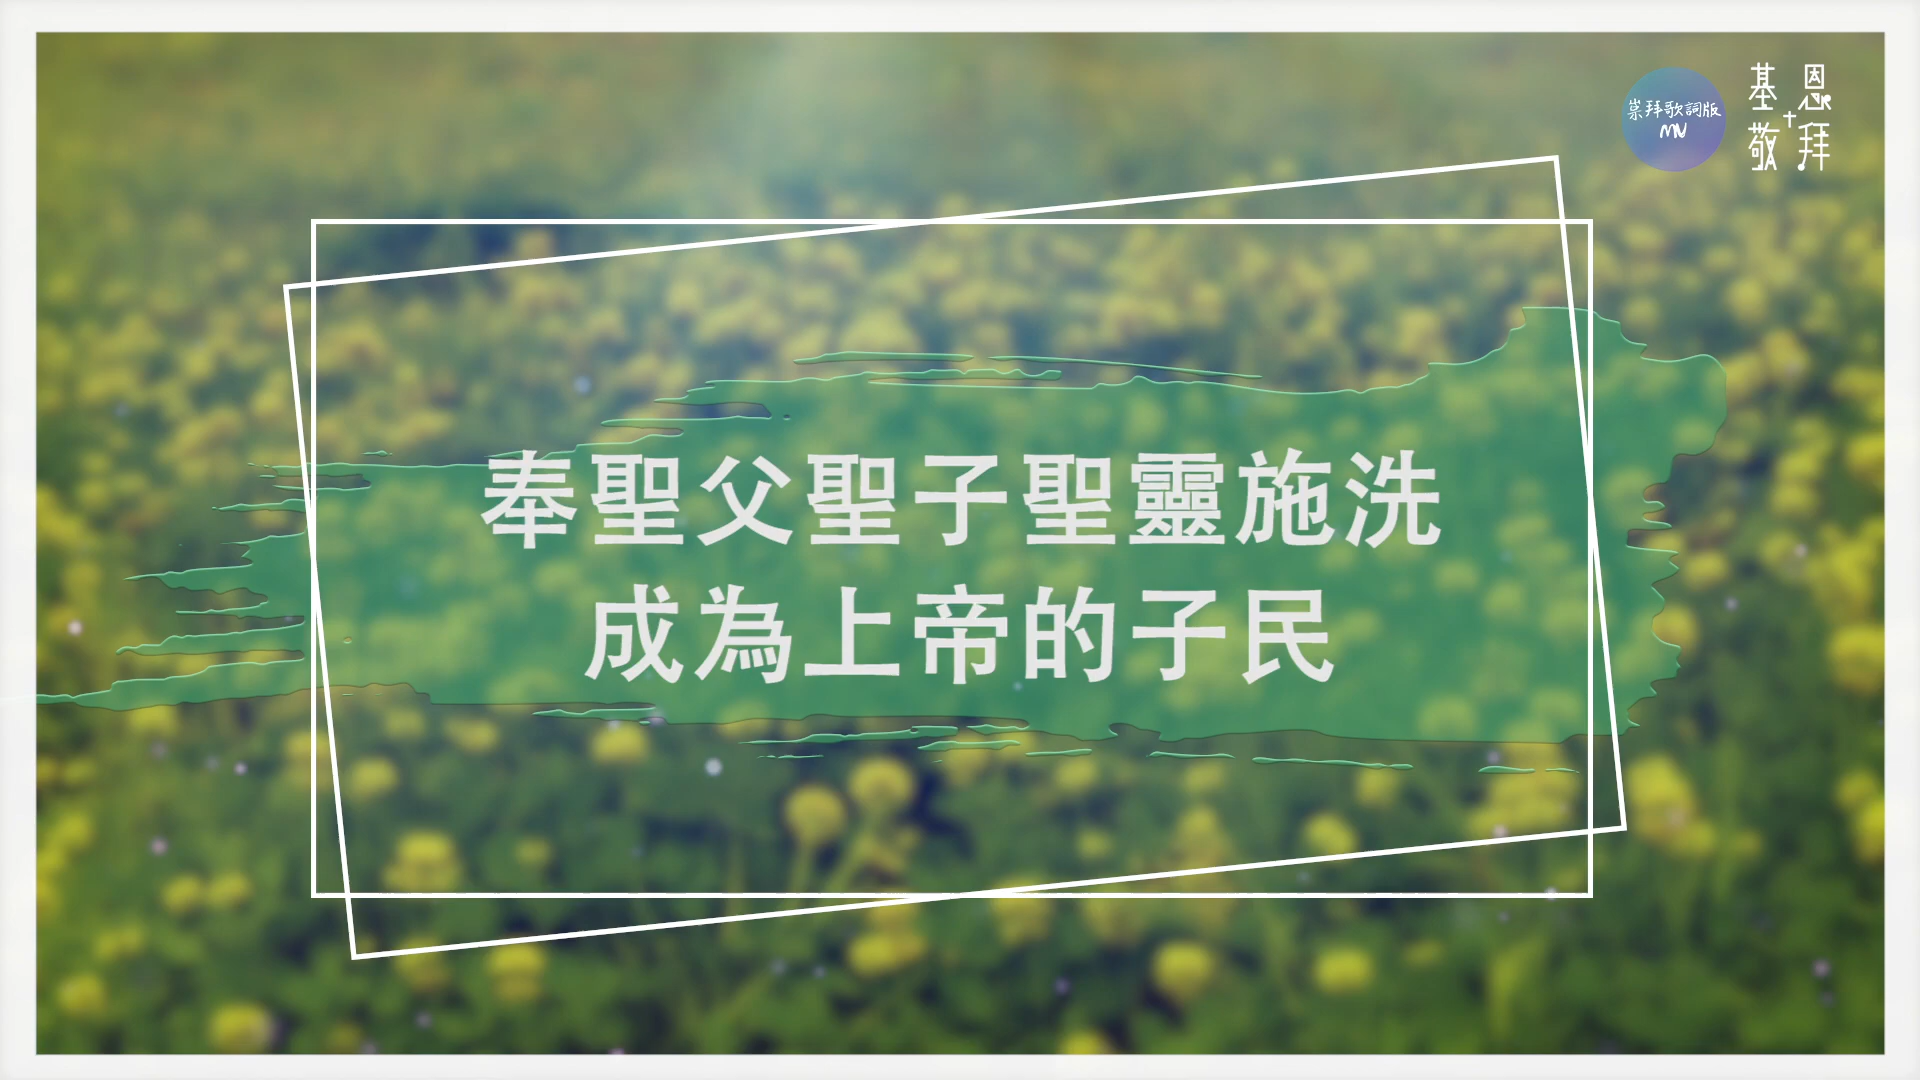 崇拜歌詞版
MV
基恩
敬拜
奉聖父聖子聖靈施洗
成為上帝的子民